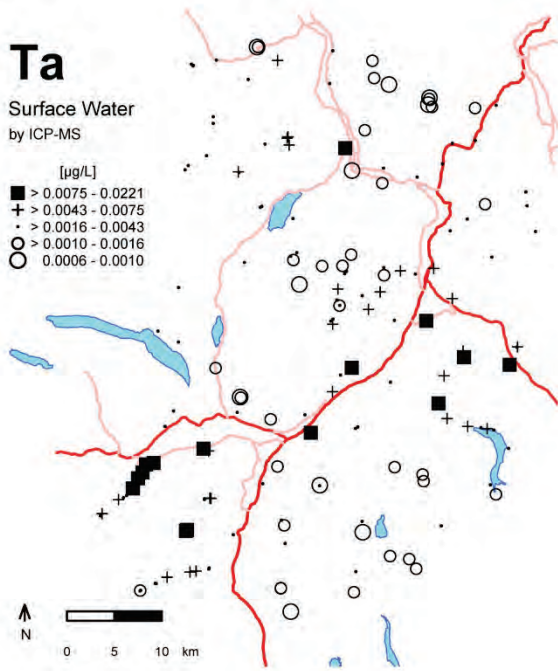 Ta
Surface Water
by ICP-MS
[µg/L]
> 0.0075 - 0.0221
> 0.0043 - 0.0075
> 0.0016 - 0.0043
> 0.0010 - 0.0016
0.0006 - 0.0010
N
0 5 10 km